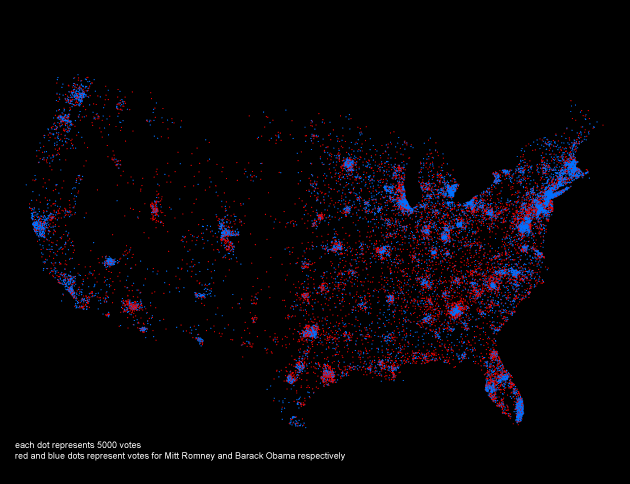 each dot represents 5000 votes
red and blue dots represent votes for Mitt Romney and Barack Obama respectively